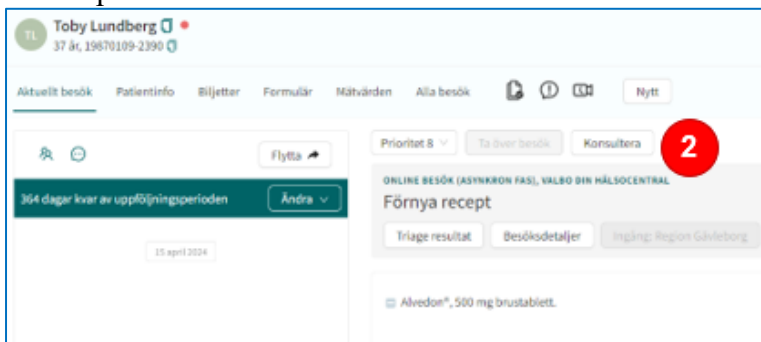 TL
Toby Lundberg
37 år, 19870109-2390
Aktuellt besök Patientinfo Biljetter Formulär Mätvärden Alla besök Nytt
Flytta
Prioritet 8 Ta över besök Konsultera
2
364 dagar kvar av uppföljningsperioden Ändra
15 april 2024
ONLINE BESÖK (ASYNKRON FAS), VALBO DIN HÄLSOCENTRAL
Förnya recept
Triage resultat Besöksdetaljer Ingång: Region Gävleborg
Alvedon®, 500 mg brustablett.